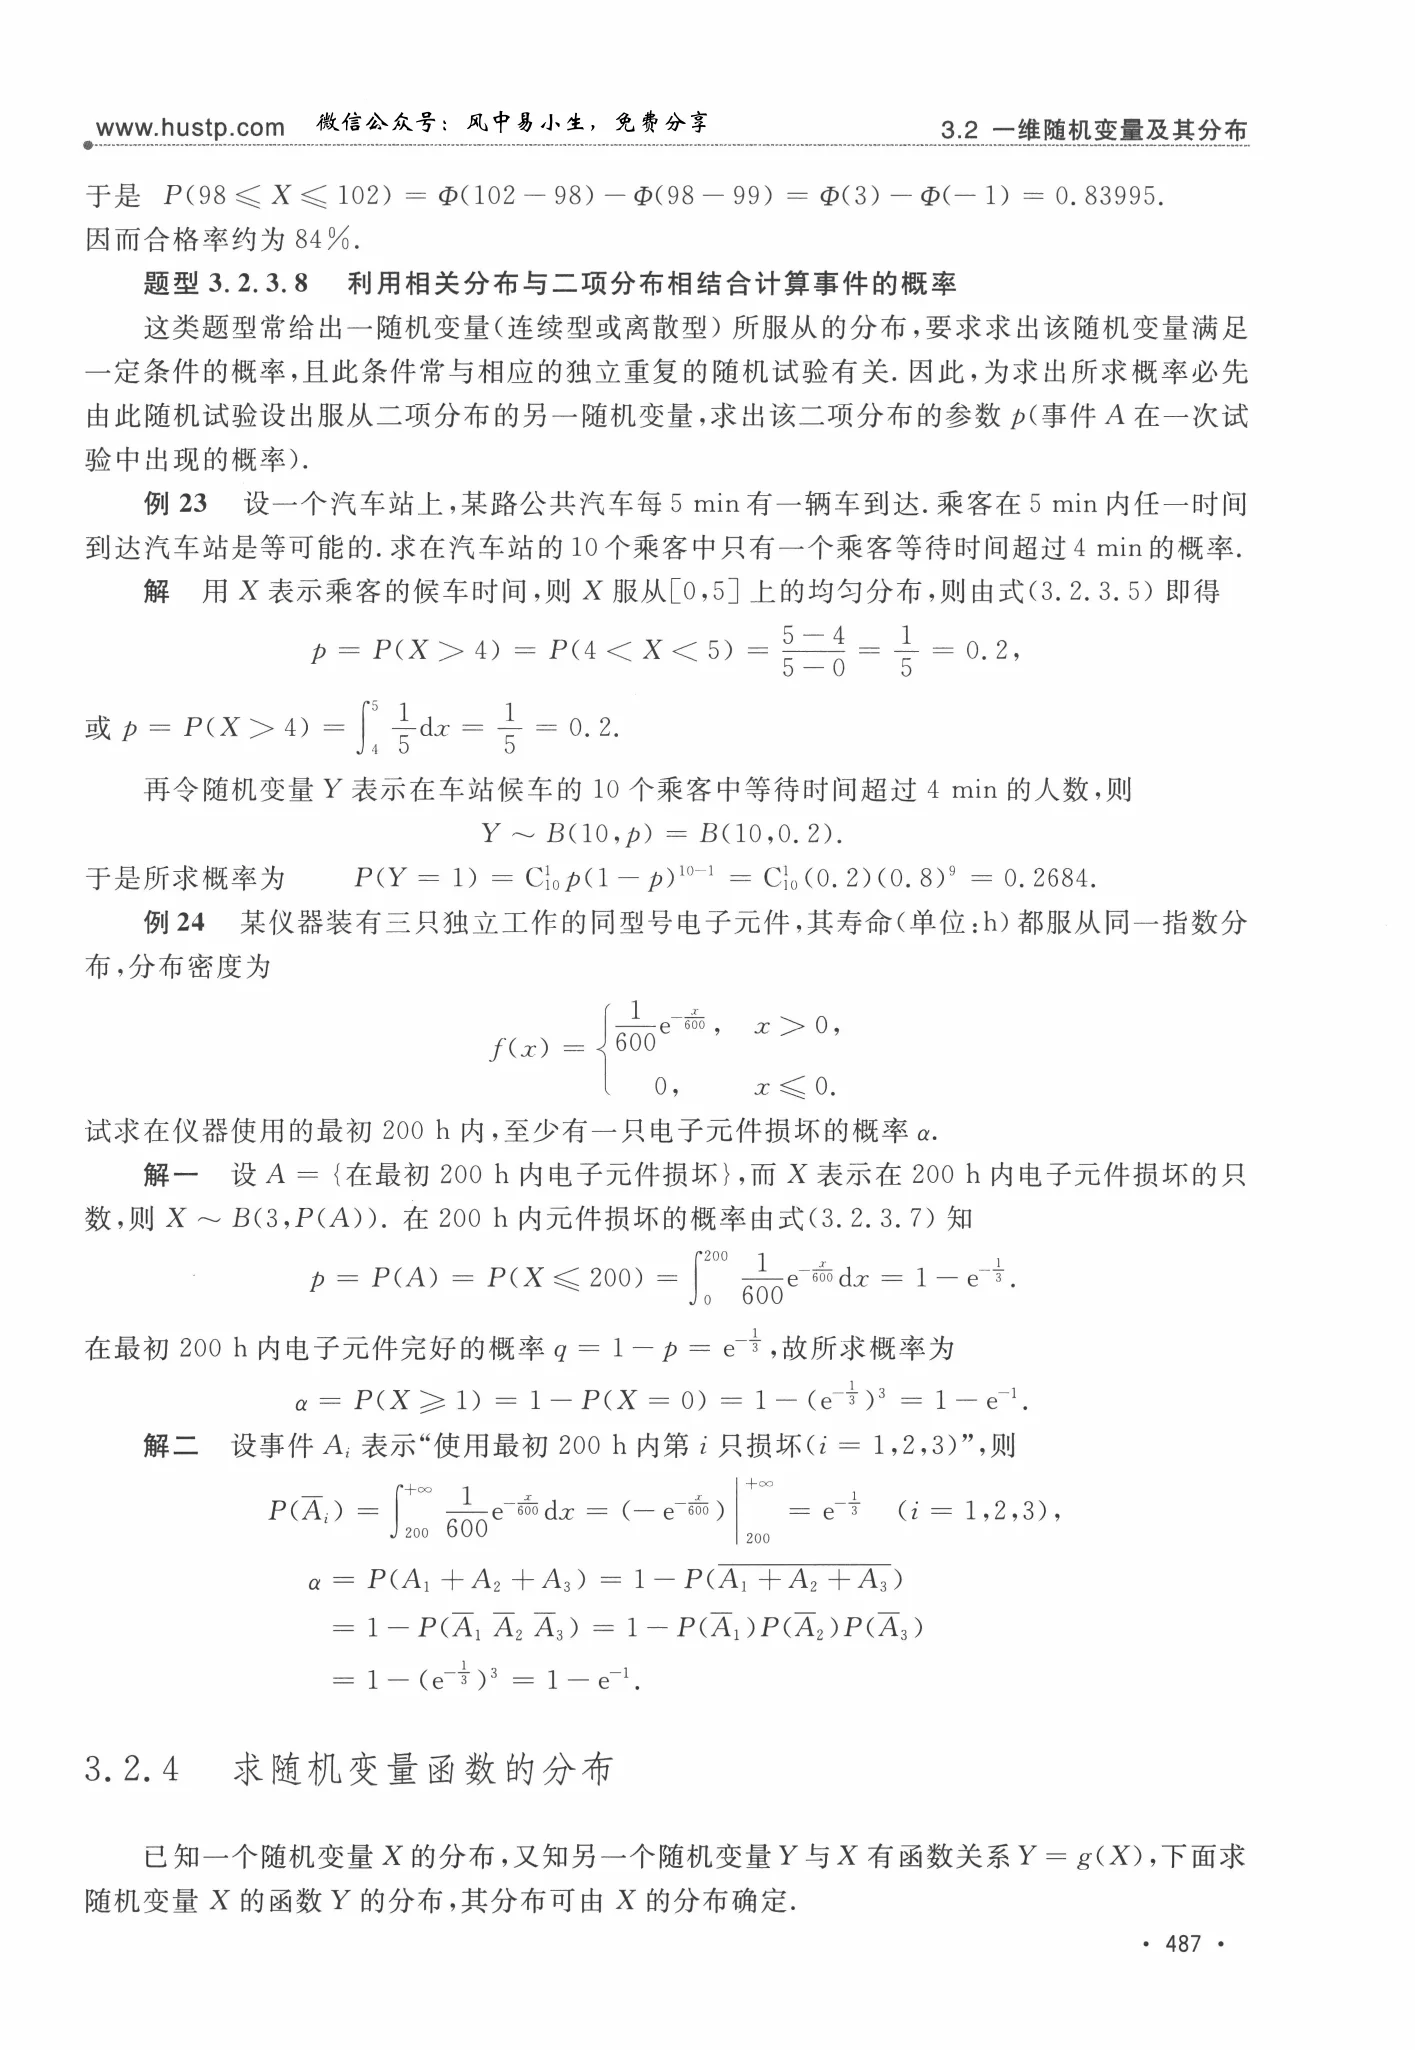 www.hustp.com 微信公众号：风中易小生，免费分享 3.2 一维随机变量及其分布
于是 P(98 ⩽ X ⩽ 102) = Φ(102 − 98) − Φ(98 − 99) = Φ(3) − Φ(− 1) = 0.83995.
因而合格率约为 84%.
题型 3.2.3.8 利用相关分布与二项分布相结合计算事件的概率
这类题型常给出一随机变量(连续型或离散型) 所服从的分布,要求求出该随机变量满足
一定条件的概率,且此条件常与相应的独立重复的随机试验有关. 因此,为求出所求概率必先
由此随机试验设出服从二项分布的另一随机变量,求出该二项分布的参数 p(事件 A 在一次试
验中出现的概率).
例 23 设一个汽车站上,某路公共汽车每 5 min 有一辆车到达. 乘客在 5 min 内任一时间
到达汽车站是等可能的. 求在汽车站的 10 个乘客中只有一个乘客等待时间超过 4 min 的概率.
解 用 X 表示乘客的候车时间,则 X 服从[0,5] 上的均匀分布,则由式(3.2.3.5) 即得
p = P(X > 4) = P(4 < X < 5) = \frac{5 − 4}{5 − 0} = \frac{1}{5} = 0.2,
或 p = P(X > 4) = \int_4^5 \frac{1}{5}dx = \frac{1}{5} = 0.2.
再令随机变量 Y 表示在车站候车的 10 个乘客中等待时间超过 4 min 的人数,则
Y ～ B(10,p) = B(10,0.2).
于是所求概率为 P(Y = 1) = C_{10}^1 p(1 − p)^{10−1} = C_{10}^1 (0.2)(0.8)^9 = 0.2684.
例 24 某仪器装有三只独立工作的同型号电子元件,其寿命(单位:h) 都服从同一指数分
布,分布密度为
f(x) = \begin{cases} \frac{1}{600}e^{-\frac{x}{600}}, & x > 0, \\ 0, & x ⩽ 0. \end{cases}
试求在仪器使用的最初 200 h 内,至少有一只电子元件损坏的概率 α.
解一 设 A = {在最初 200 h 内电子元件损坏},而 X 表示在 200 h 内电子元件损坏的只
数,则 X ～ B(3,P(A)). 在 200 h 内元件损坏的概率由式(3.2.3.7) 知
p = P(A) = P(X ⩽ 200) = \int_0^{200} \frac{1}{600}e^{-\frac{x}{600}}dx = 1 − e^{-\frac{1}{3}}.
在最初 200 h 内电子元件完好的概率 q = 1 − p = e^{-\frac{1}{3}},故所求概率为
α = P(X ⩾ 1) = 1 − P(X = 0) = 1 − (e^{-\frac{1}{3}})^3 = 1 − e^{-1}.
解二 设事件 A_i 表示“使用最初 200 h 内第 i 只损坏(i = 1,2,3)”,则
P(\overline{A}_i) = \int_{200}^{+∞} \frac{1}{600}e^{-\frac{x}{600}}dx = (− e^{-\frac{x}{600}})|_{200}^{+∞} = e^{-\frac{1}{3}} (i = 1,2,3),
α = P(A_1 + A_2 + A_3) = 1 − P(\overline{A_1 + A_2 + A_3})
= 1 − P(\overline{A}_1 \overline{A}_2 \overline{A}_3) = 1 − P(\overline{A}_1)P(\overline{A}_2)P(\overline{A}_3)
= 1 − (e^{-\frac{1}{3}})^3 = 1 − e^{-1}.
3.2.4 求随机变量函数的分布
已知一个随机变量 X 的分布,又知另一个随机变量 Y 与 X 有函数关系 Y = g(X),下面求
随机变量 X 的函数 Y 的分布,其分布可由 X 的分布确定.
· 487 ·